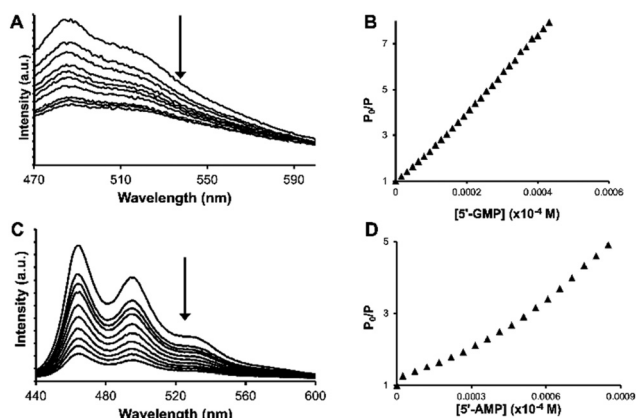 A
Intensity (a.u.)
470 510 550 590
Wavelength (nm)
B
P₀/P
7
5
3
1
0 0.0002 0.0004 0.0006
[5'-GMP] (x10⁻⁴ M)
C
Intensity (a.u.)
440 480 520 560 600
Wavelength (nm)
D
P₀/P
5
3
1
0 0.0003 0.0006 0.0009
[5'-AMP] (x10⁻⁴ M)